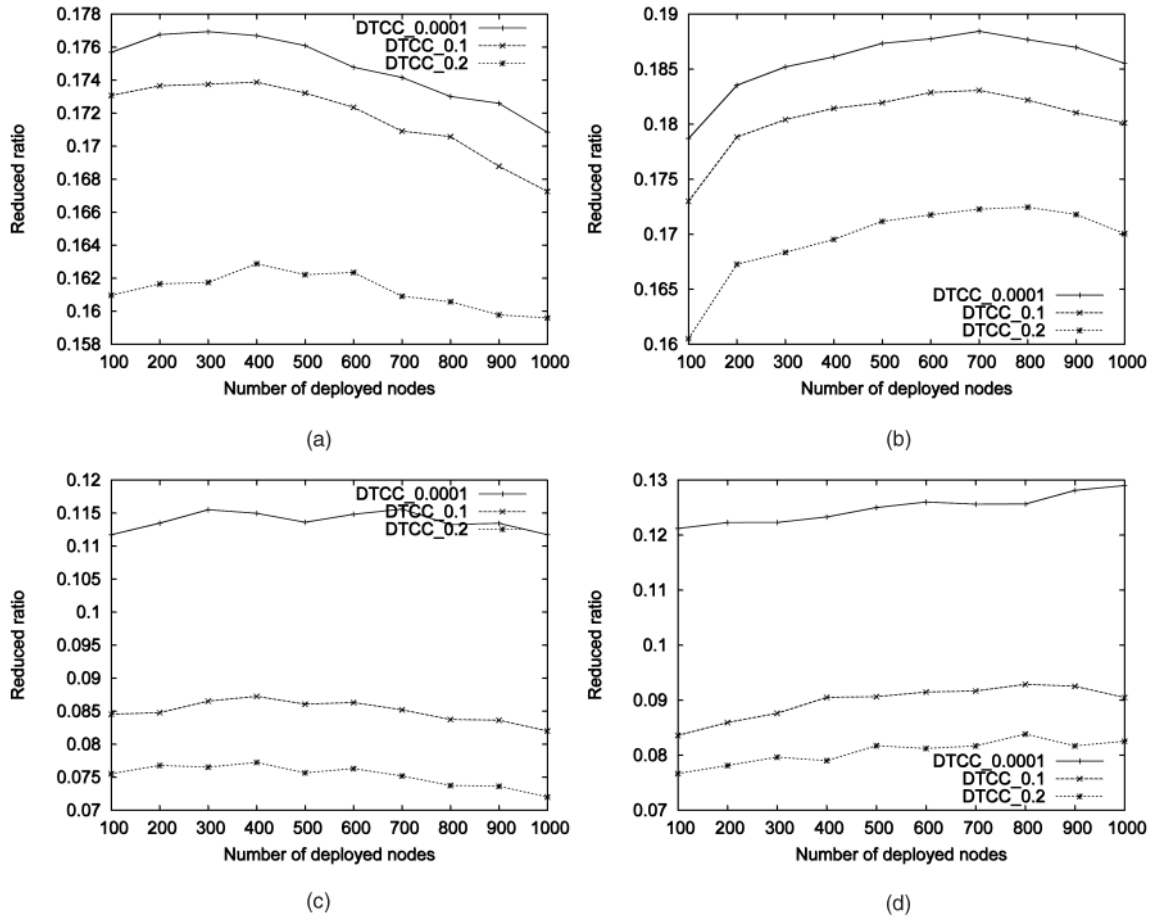 0.178
0.176
0.174
0.172
0.17
0.168
0.166
0.164
0.162
0.16
0.158
Reduced ratio
DTCC_0.0001
DTCC_0.1
DTCC_0.2
100 200 300 400 500 600 700 800 900 1000
Number of deployed nodes
(a)
0.19
0.185
0.18
0.175
0.17
0.165
0.16
Reduced ratio
DTCC_0.0001
DTCC_0.1
DTCC_0.2
100 200 300 400 500 600 700 800 900 1000
Number of deployed nodes
(b)
0.12
0.115
0.11
0.105
0.1
0.095
0.09
0.085
0.08
0.075
0.07
Reduced ratio
DTCC_0.0001
DTCC_0.1
DTCC_0.2
100 200 300 400 500 600 700 800 900 1000
Number of deployed nodes
(c)
0.13
0.12
0.11
0.1
0.09
0.08
0.07
Reduced ratio
DTCC_0.0001
DTCC_0.1
DTCC_0.2
100 200 300 400 500 600 700 800 900 1000
Number of deployed nodes
(d)